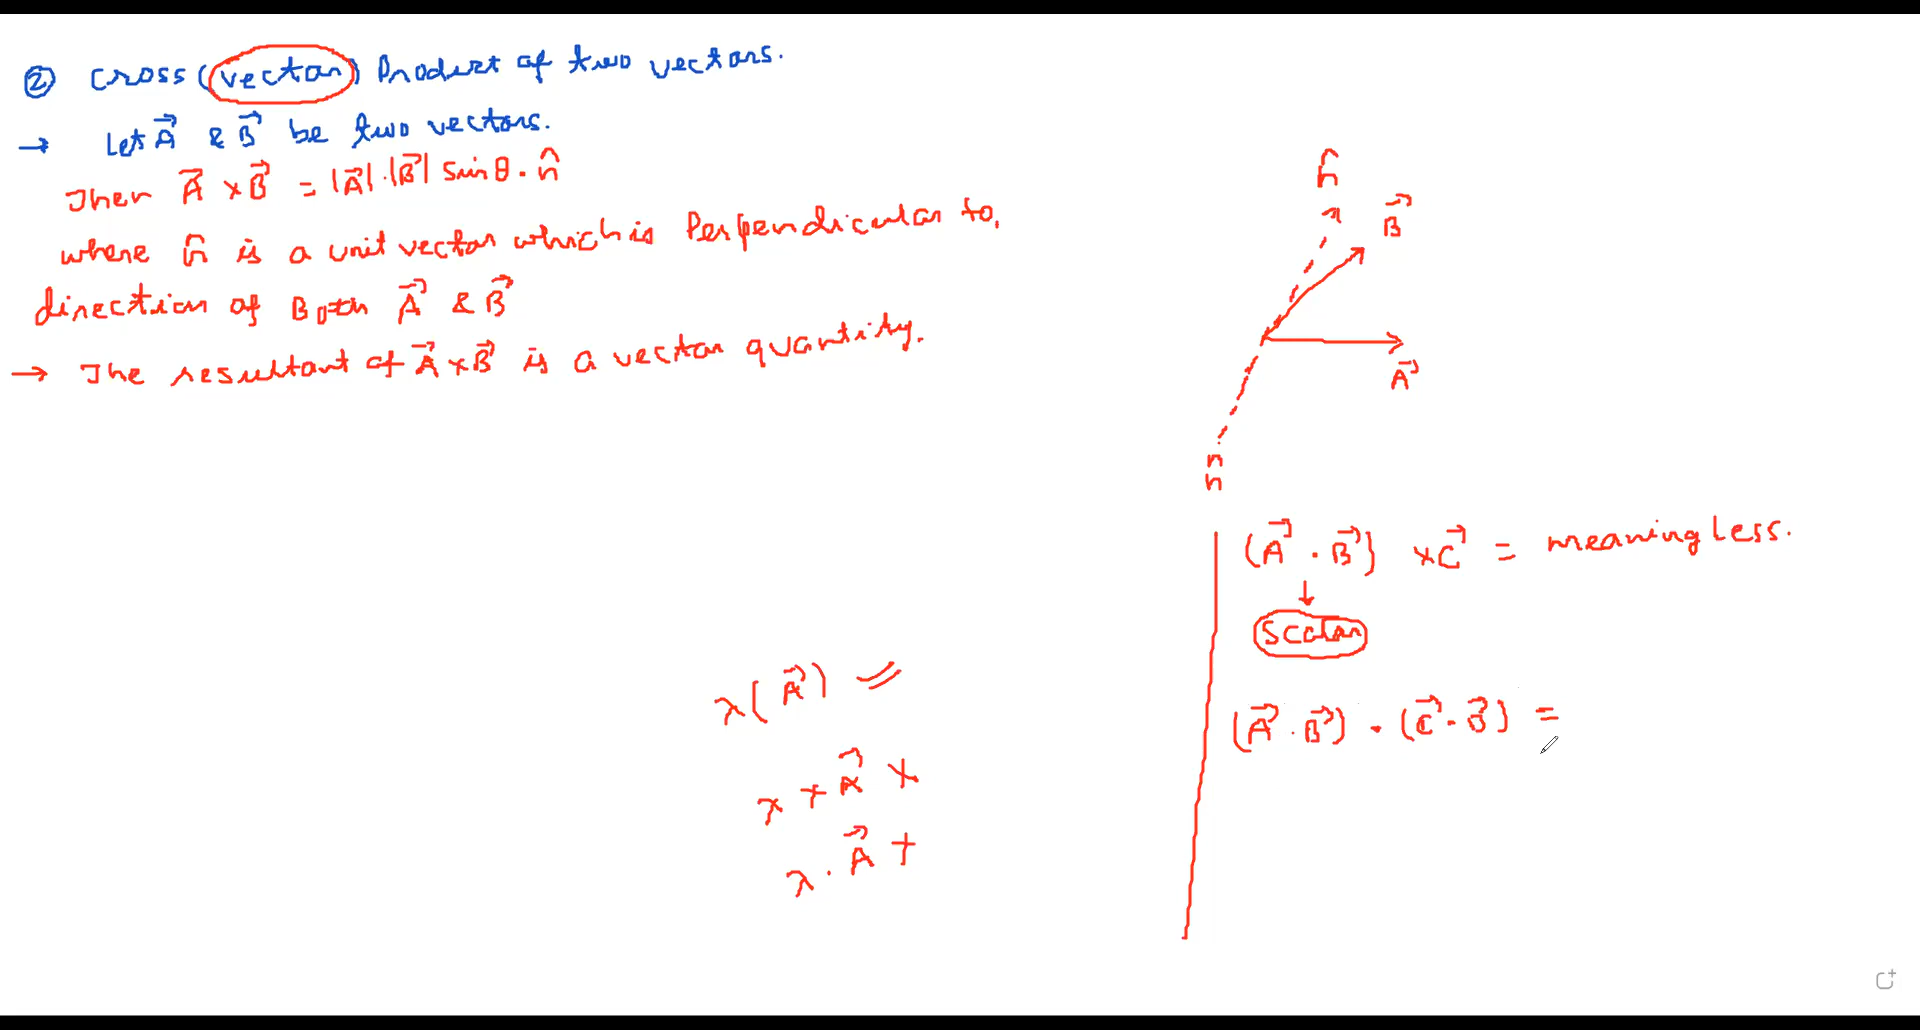 ② Cross (vector) Product of two vectors.
→ Let A⃗ & B⃗ be two vectors.
Then A⃗ × B⃗ = |A⃗|·|B⃗| sinθ · n̂
where n̂ is a unit vector which is Perpendicular to
direction of Both A⃗ & B⃗
→ The resultant of A⃗ × B⃗ is a vector quantity.
n̂
B⃗
A⃗
n
n
(A⃗ · B⃗) × C⃗ = meaningless.
↓
Scalar
(A⃗ · B⃗) · (C⃗ · B⃗) =
λ(A⃗)
λ × A⃗ ×
λ · A⃗ ×